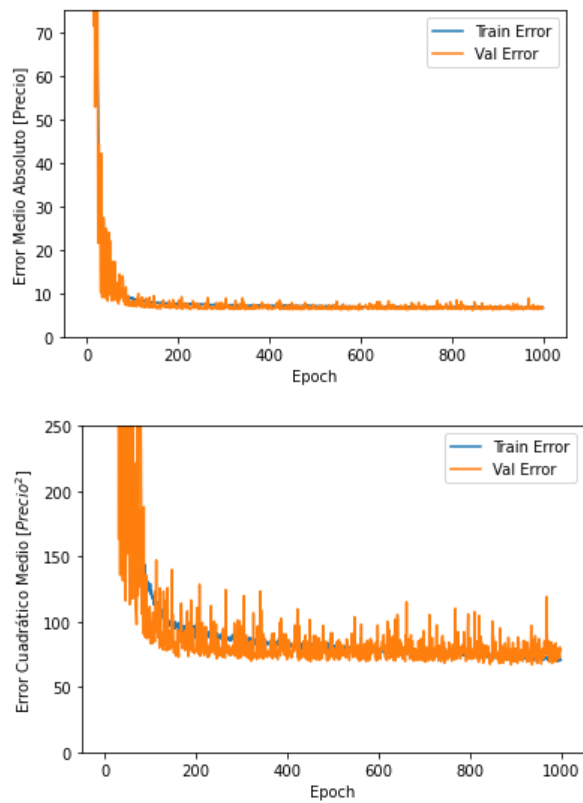 Train Error
Val Error
70
60
50
40
30
20
10
0
Error Medio Absoluto [Precio]
0 200 400 600 800 1000
Epoch
Train Error
Val Error
250
200
150
100
50
0
Error Cuadrático Medio [Precio²]
0 200 400 600 800 1000
Epoch